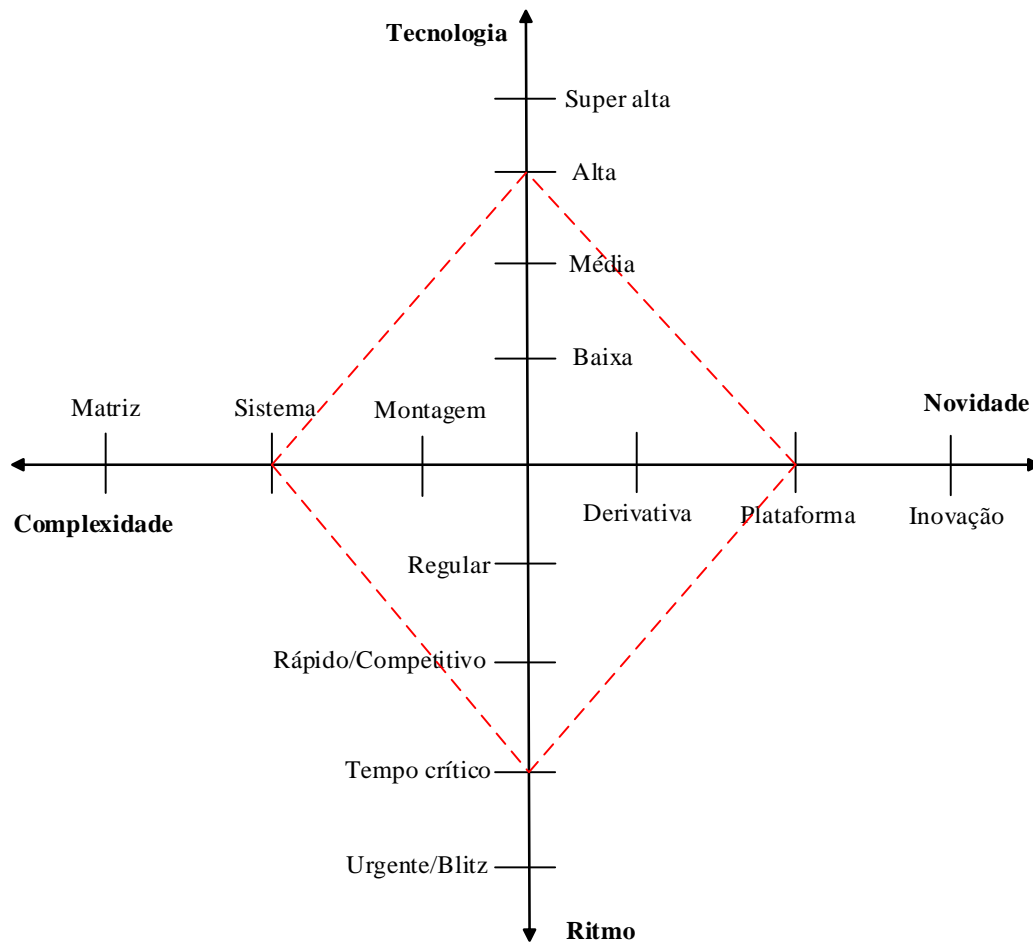 Tecnologia
Super alta
Alta
Média
Baixa
Matriz
Sistema
Montagem
Novidade
Complexidade
Derivativa
Plataforma
Inovação
Regular
Rápido/Competitivo
Tempo crítico
Urgente/Blitz
Ritmo